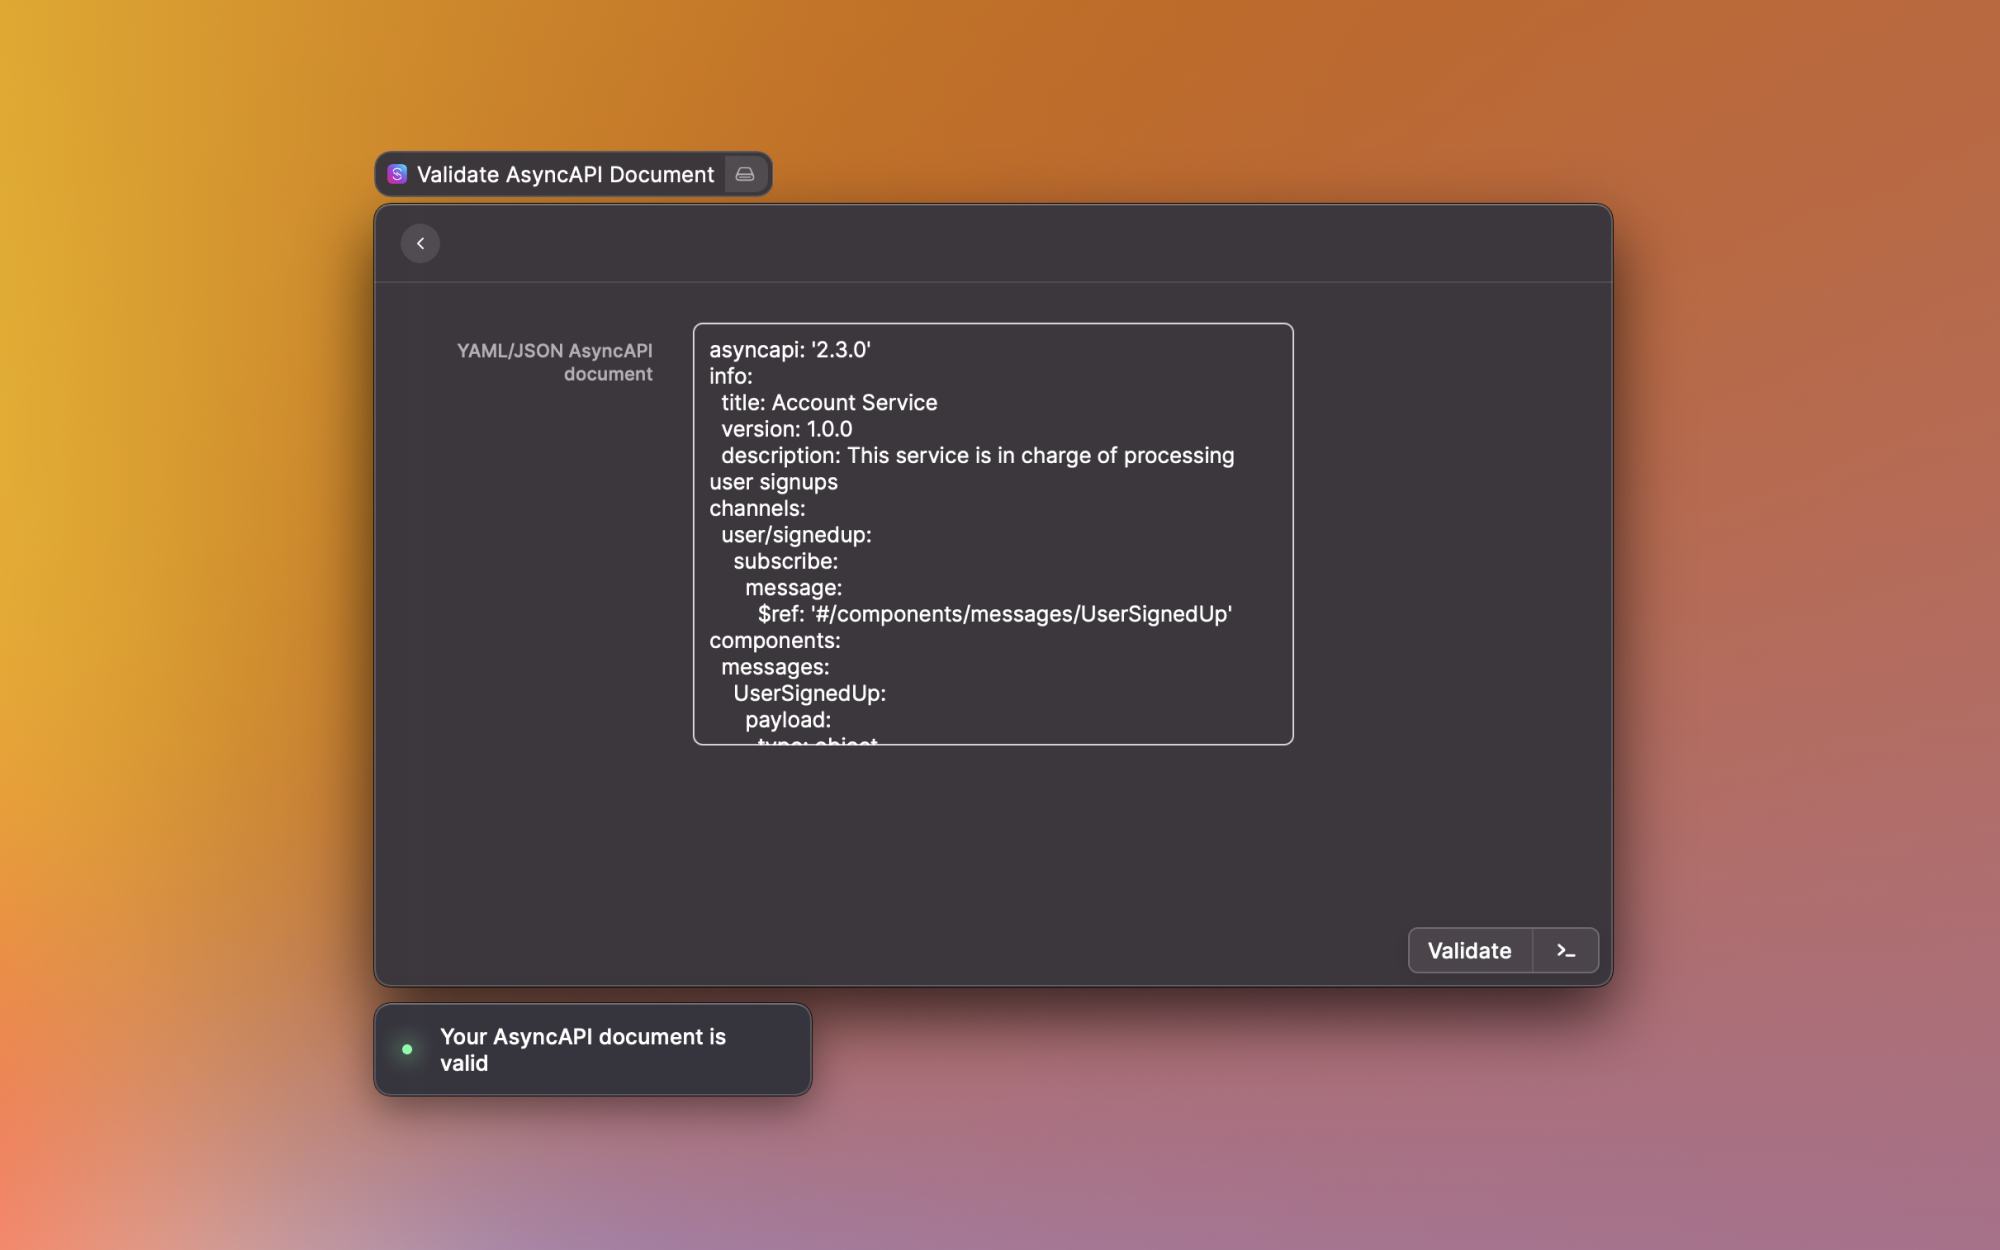 Validate AsyncAPI Document
YAML/JSON AsyncAPI
document
asyncapi: '2.3.0'
info:
  title: Account Service
  version: 1.0.0
  description: This service is in charge of processing
user signups
channels:
  user/signedup:
    subscribe:
      message:
        $ref: '#/components/messages/UserSignedUp'
components:
  messages:
    UserSignedUp:
      payload:
        type: object
Validate
Your AsyncAPI document is
valid